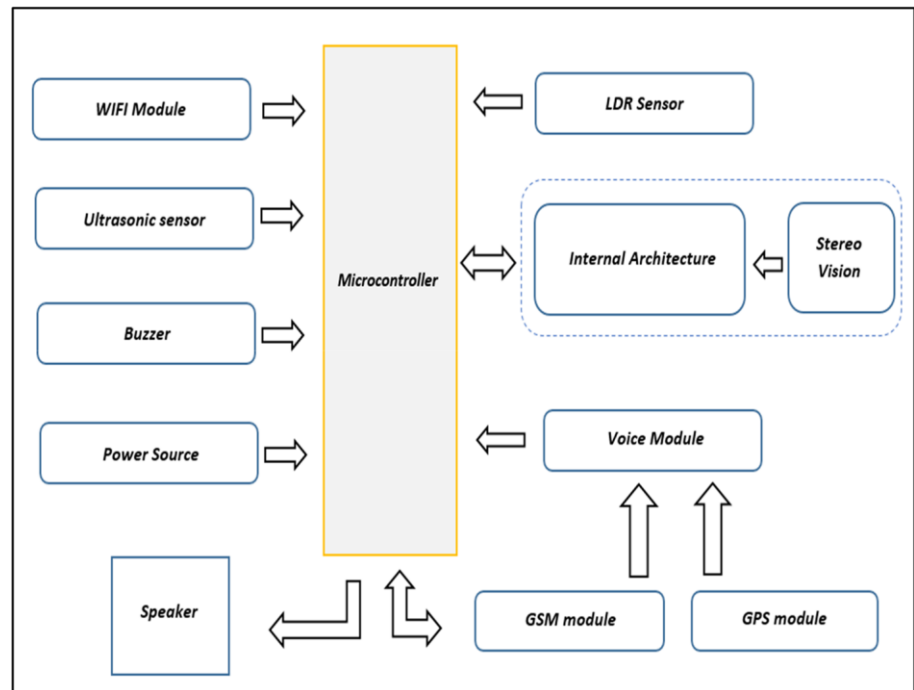 WIFI Module
LDR Sensor
Ultrasonic sensor
Microcontroller
Internal Architecture
Stereo
Vision
Buzzer
Power Source
Voice Module
Speaker
GSM module
GPS module